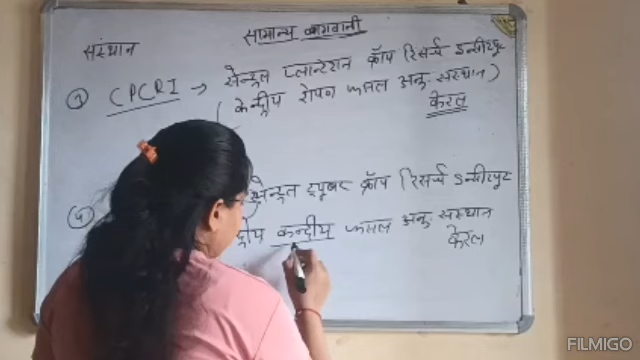 सामान्य बागवानी
संस्थान
① CPCRI → सेन्ट्रल प्लान्टेशन क्रॉप रिसर्च इन्स्टीट्यूट
(केन्द्रीय रोपण फसल अनु॰ संस्थान)
केरल
सेन्ट्रल ट्यूबर क्रॉप रिसर्च इन्स्टीट्यूट
कन्दीय फसल अनु॰ संस्थान
केरल
FILMIGO